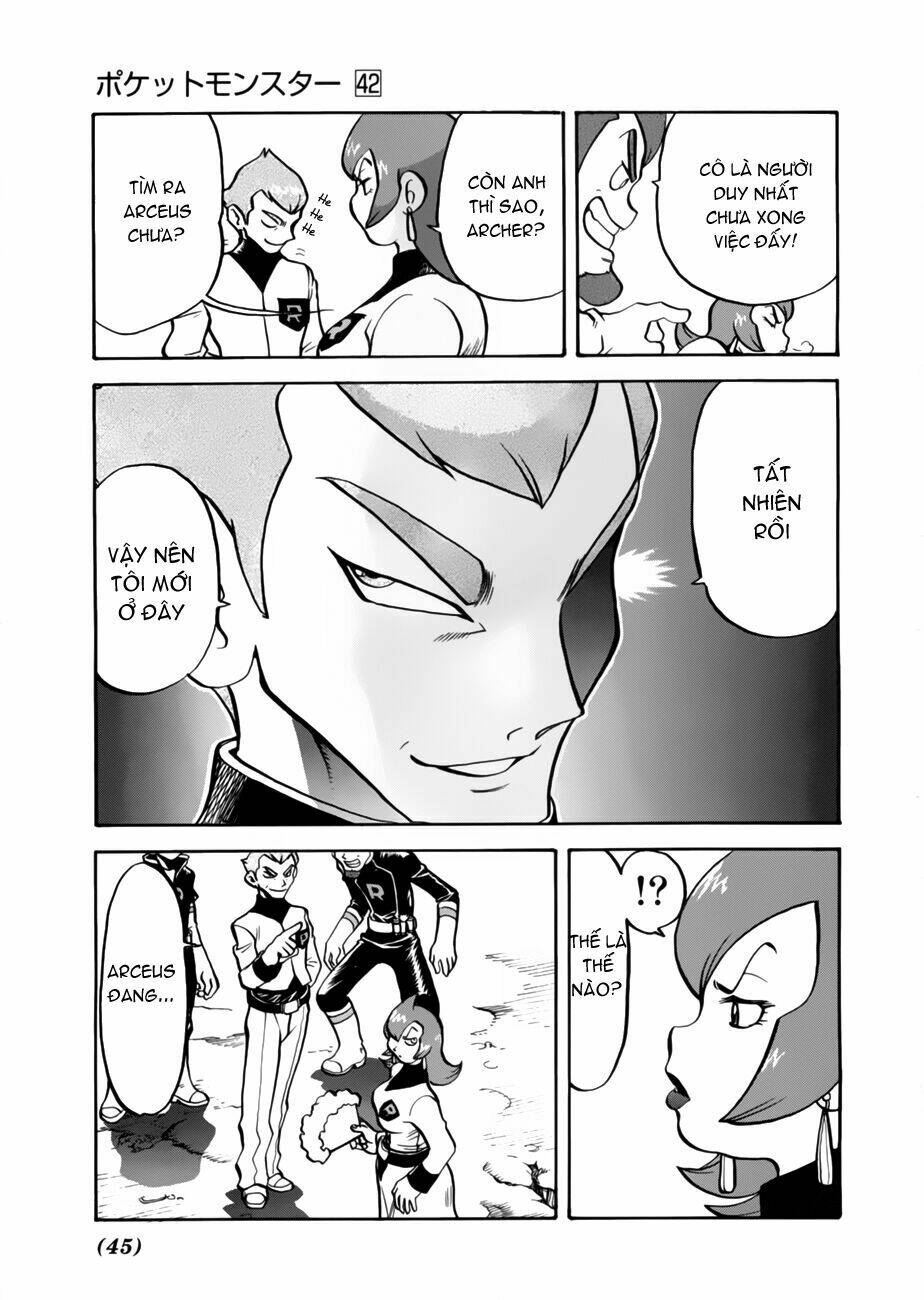 ポケットモンスター 42
CÔ LÀ NGƯỜI
DUY NHẤT
CHƯA XONG
VIỆC ĐẤY!
CÒN ANH
THÌ SAO,
ARCHER?
He
He
He
TÌM RA
ARCEUS
CHƯA?
R
R
TẤT
NHIÊN
RỒI
VẬY NÊN
TÔI MỚI
Ở ĐÂY
!?
THẾ LÀ
THẾ
NÀO?
R
R
R
ARCEUS
ĐANG...
(45)